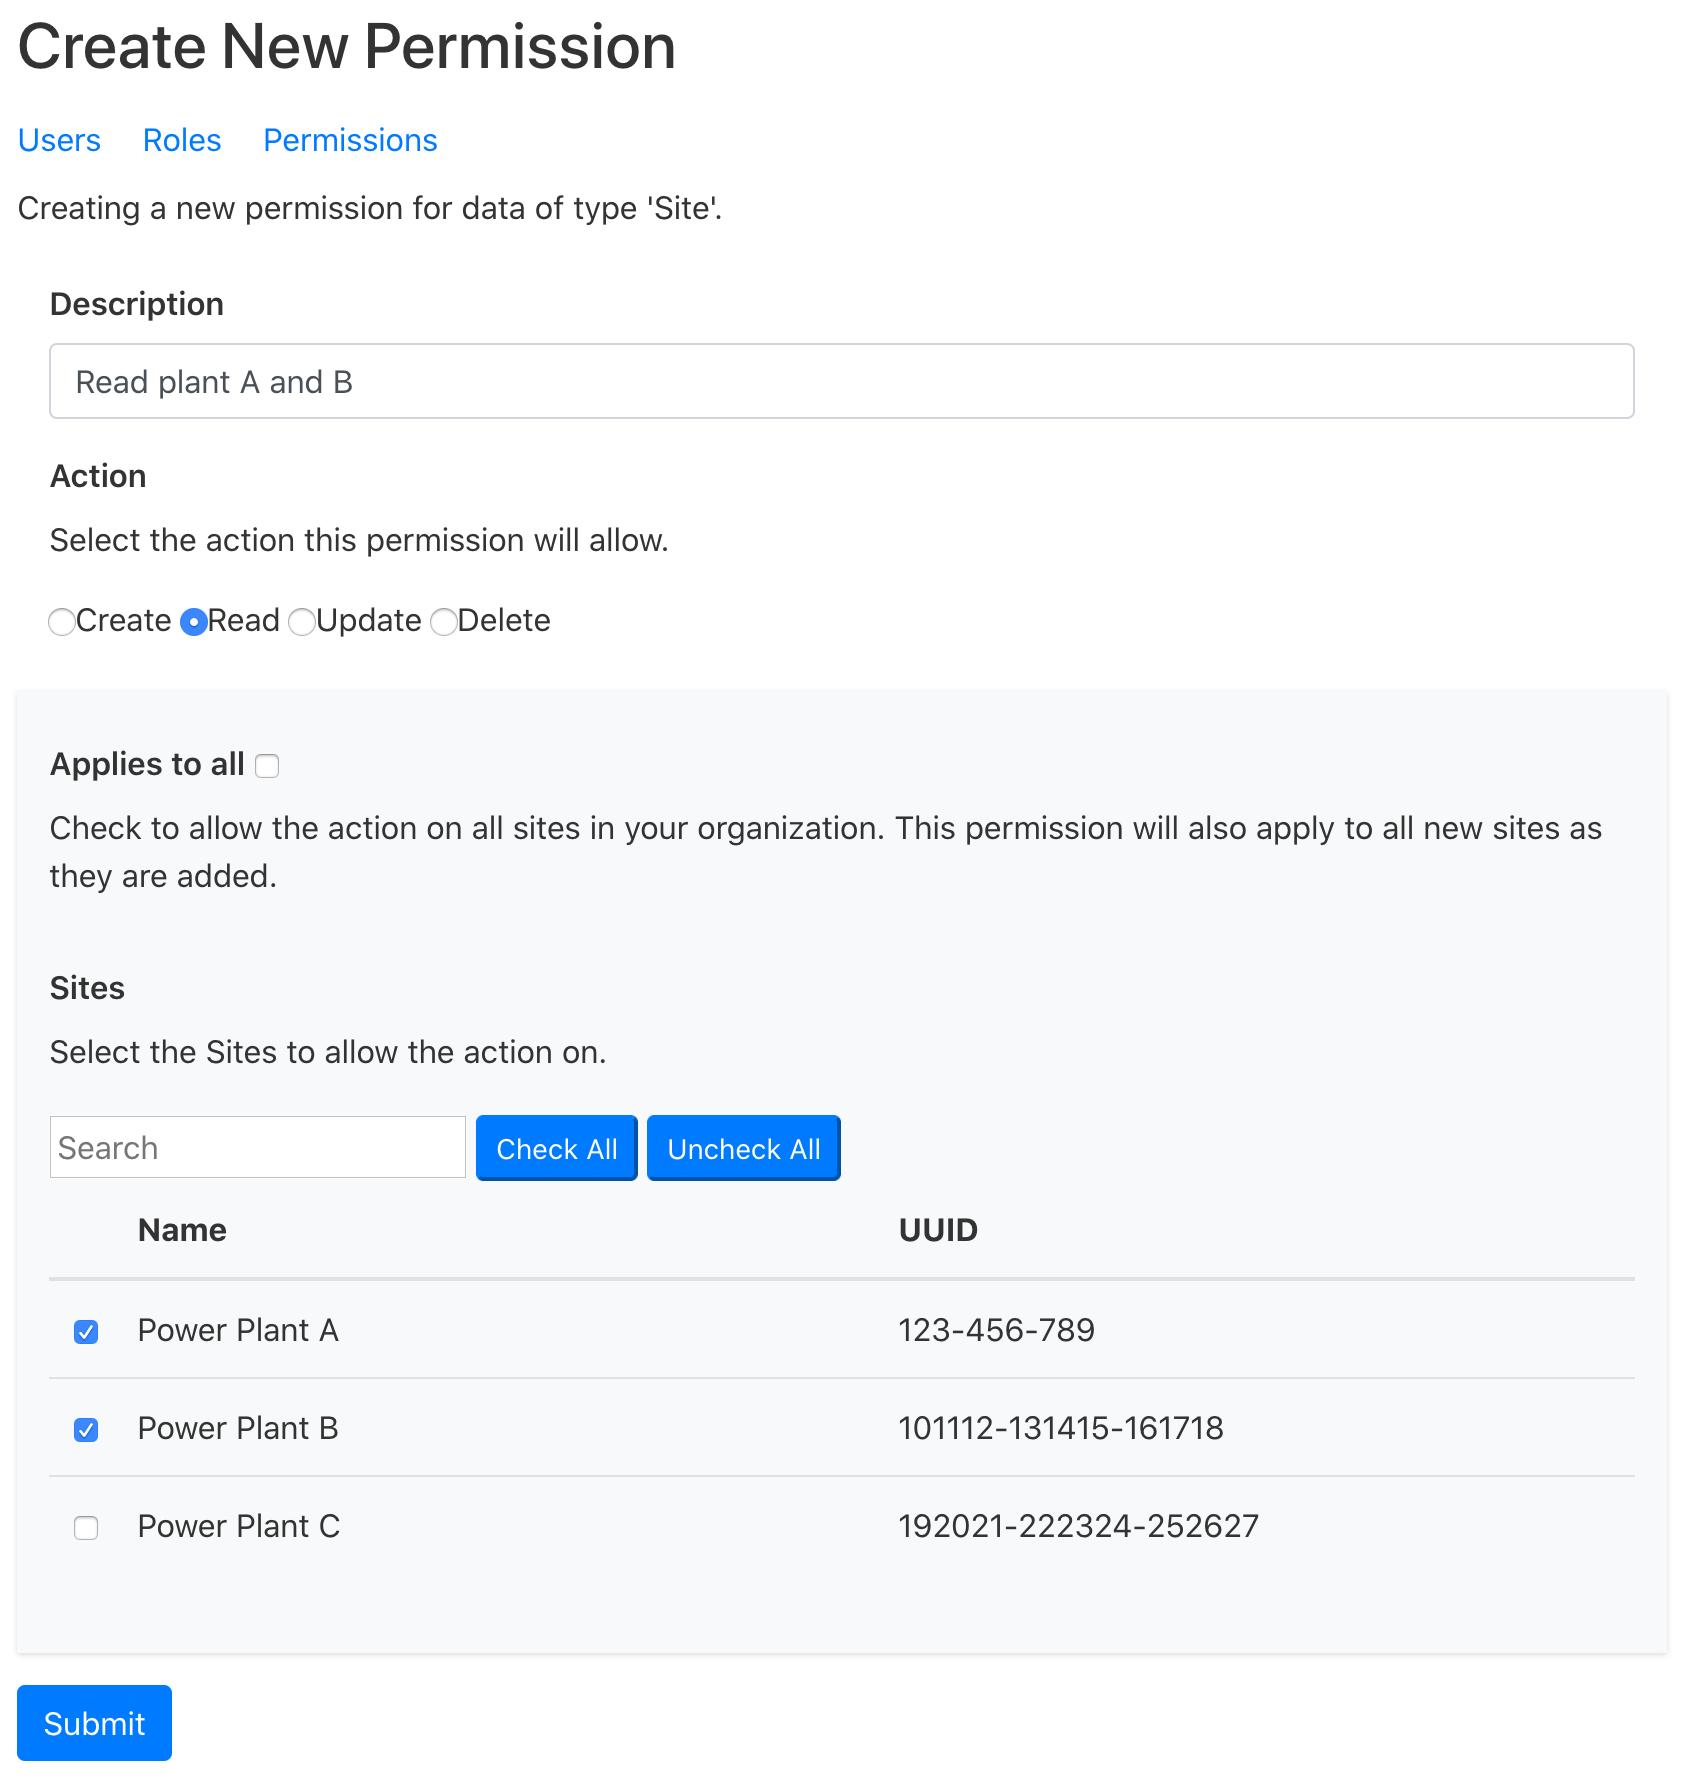 Create New Permission
Users Roles Permissions
Creating a new permission for data of type 'Site'.
Description
Read plant A and B
Action
Select the action this permission will allow.
Create Read Update Delete
Applies to all
Check to allow the action on all sites in your organization. This permission will also apply to all new sites as
they are added.
Sites
Select the Sites to allow the action on.
Search Check All Uncheck All
Name UUID
Power Plant A 123-456-789
Power Plant B 101112-131415-161718
Power Plant C 192021-222324-252627
Submit